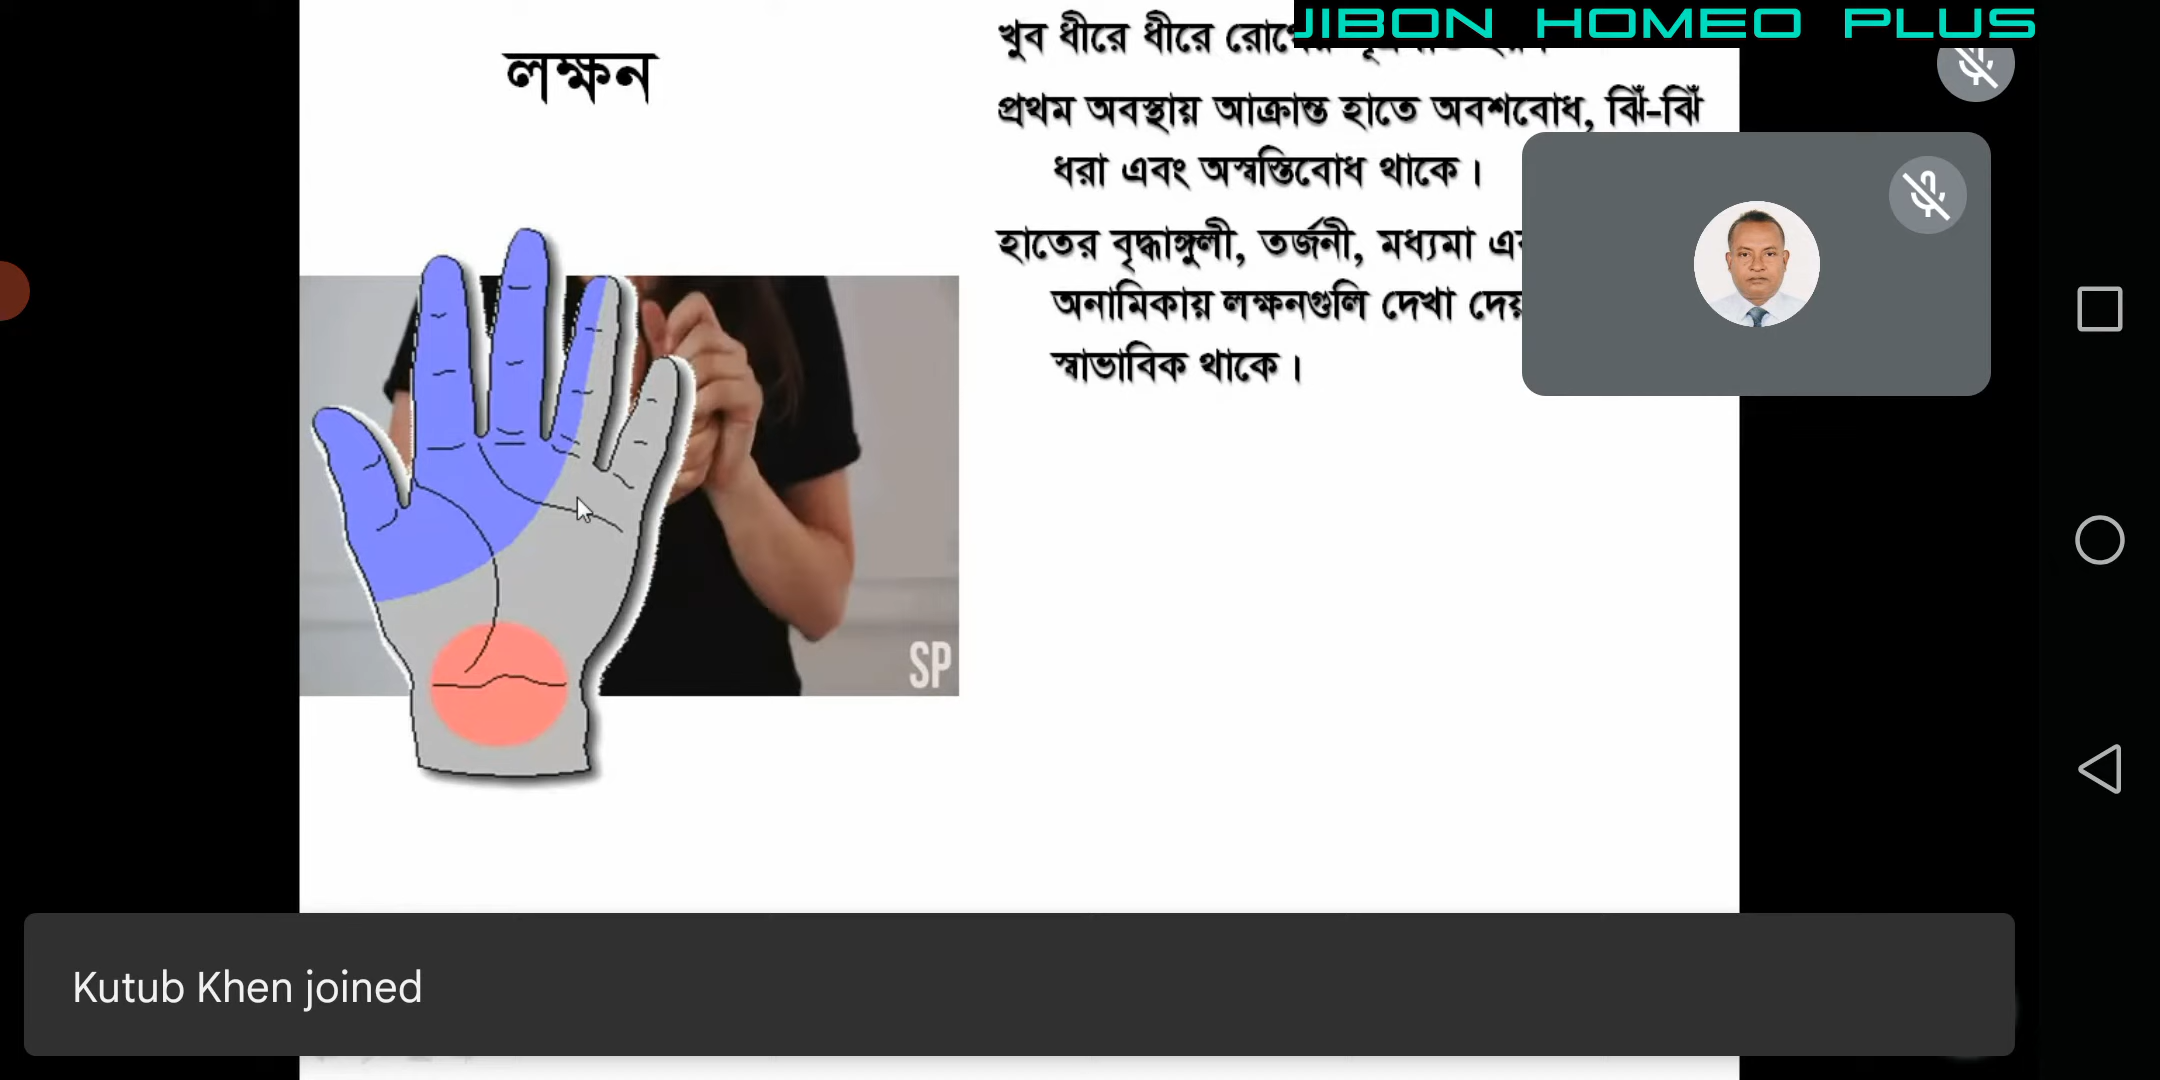 JIBON HOMEO PLUS
লক্ষন
খুব ধীরে ধীরে
প্রথম অবস্থায় আক্রান্ত হাতে অবশবোধ, ঝিঁ-ঝিঁ
ধরা এবং অস্বস্তিবোধ থাকে।
হাতের বৃদ্ধাঙ্গুলী, তর্জনী, মধ্যমা
অনামিকায় লক্ষনগুলি দেখা দেয়
স্বাভাবিক থাকে।
SP
Kutub Khen joined